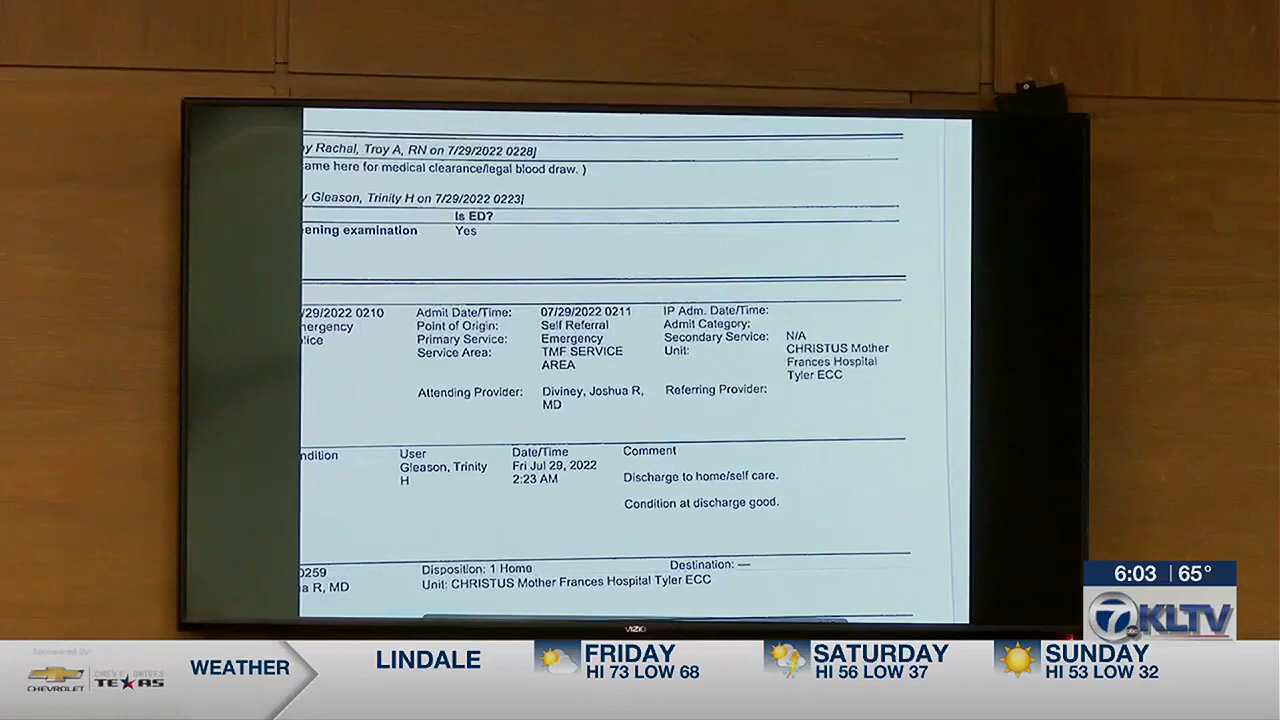 y Rachal, Troy A, RN on 7/29/2022 0228]
ame here for medical clearance/legal blood draw. )
y Gleason, Trinity H on 7/29/2022 0223]
Is ED?
ening examination Yes
/29/2022 0210 Admit Date/Time: 07/29/2022 0211 IP Adm. Date/Time:
nergency Point of Origin: Self Referral Admit Category:
lice Primary Service: Emergency Secondary Service: N/A
Service Area: TMF SERVICE Unit: CHRISTUS Mother
AREA Frances Hospital
Tyler ECC
Attending Provider: Diviney, Joshua R, Referring Provider:
MD
ndition User Date/Time Comment
Gleason, Trinity Fri Jul 29, 2022
H 2:23 AM Discharge to home/self care.
Condition at discharge good.
0259 Disposition: 1 Home Destination: —
a R, MD Unit: CHRISTUS Mother Frances Hospital Tyler ECC
VIZIO
6:03 65°
7 KLTV
Sponsored By:
CHEVROLET
CHEVY DRIVES
TEXAS
WEATHER
LINDALE
FRIDAY
HI 73 LOW 68
SATURDAY
HI 56 LOW 37
SUNDAY
HI 53 LOW 32